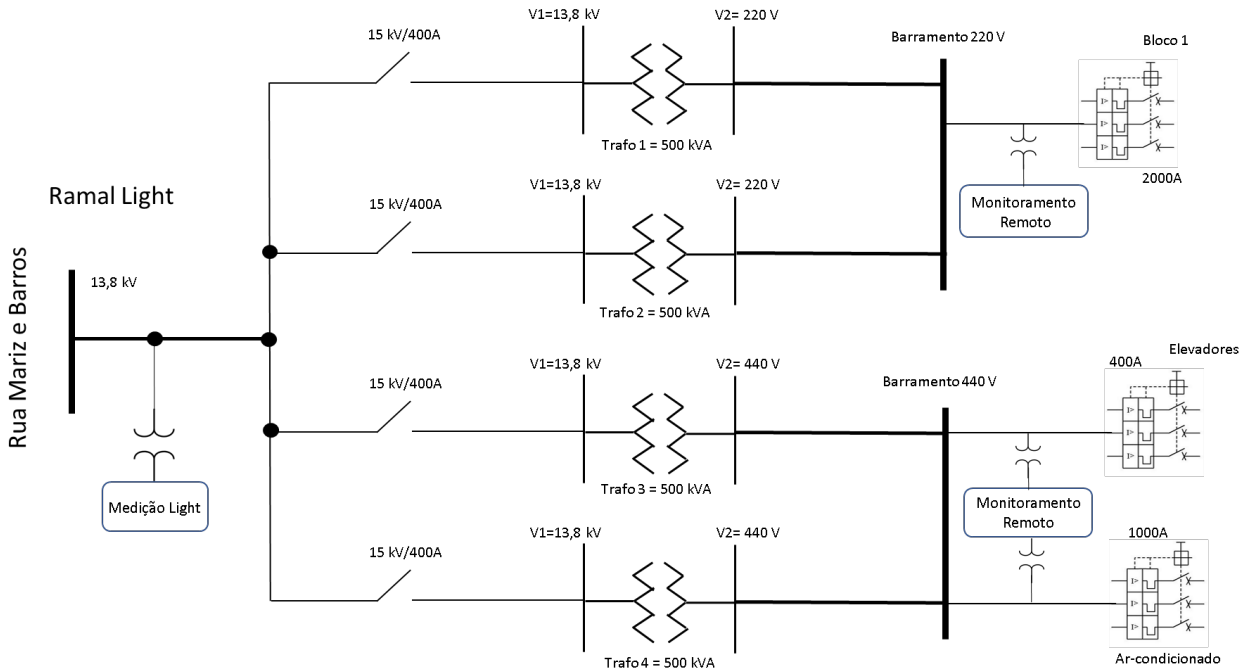 15 kV/400A
V1=13,8 kV
V2= 220 V
Trafo 1 = 500 kVA
Barramento 220 V
Bloco 1
I>
I>
I>
2000A
Monitoramento
Remoto
Ramal Light
Rua Mariz e Barros
13,8 kV
Medição Light
15 kV/400A
V1=13,8 kV
V2= 220 V
Trafo 2 = 500 kVA
15 kV/400A
V1=13,8 kV
V2= 440 V
Trafo 3 = 500 kVA
Barramento 440 V
Elevadores
400A
I>
I>
I>
Monitoramento
Remoto
15 kV/400A
V1=13,8 kV
V2= 440 V
Trafo 4 = 500 kVA
1000A
I>
I>
I>
Ar-condicionado